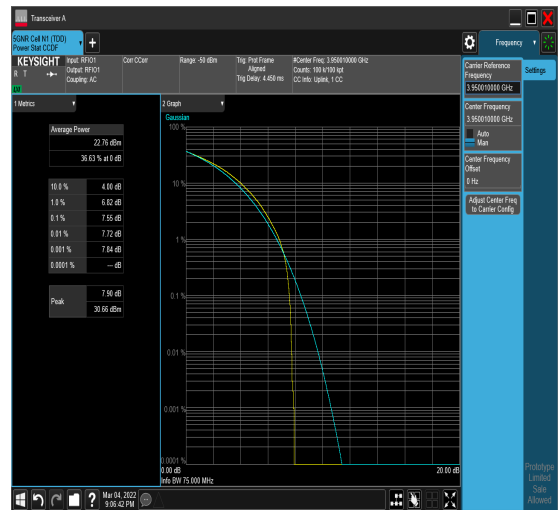 Transceiver A
5GNR Cell N1 (TDD)
Power Stat CCDF
Frequency
KEYSIGHT
R T
LXI
Input: RFIO1
Output: RFIO1
Coupling: AC
Corr CCorr
Range: -50 dBm
Trig: Prot Frame
Aligned
Trig Delay: 4.450 ms
#Center Freq: 3.950010000 GHz
Counts: 100 k/100 kpt
CC Info: Uplink, 1 CC
1 Metrics
Average Power
22.76 dBm
36.63 % at 0 dB
10.0 % 4.00 dB
1.0 % 6.82 dB
0.1 % 7.55 dB
0.01 % 7.72 dB
0.001 % 7.84 dB
0.0001 % --- dB
Peak
7.90 dB
30.66 dBm
2 Graph
Gaussian
100 %
10 %
1 %
0.1 %
0.01 %
0.001 %
0.0001 %
0.00 dB 20.00 dB
Info BW 75.000 MHz
Carrier Reference
Frequency
3.950010000 GHz
Center Frequency
3.950010000 GHz
Auto
Man
Center Frequency
Offset
0 Hz
Adjust Center Freq
to Carrier Config
Settings
Prototype
Limited
Sale
Allowed
?
Mar 04, 2022
9:06:42 PM